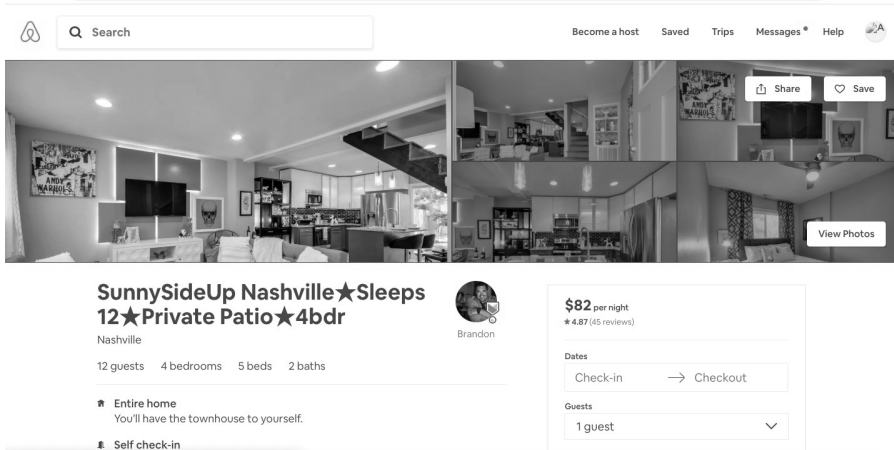 Search
Become a host
Saved
Trips
Messages
Help
A
ANDY
WARHOL'S
Share
Save
View Photos
SunnySideUp Nashville★Sleeps
12★Private Patio★4bdr
Nashville
Brandon
12 guests 4 bedrooms 5 beds 2 baths
Entire home
You'll have the townhouse to yourself.
Self check-in
$82 per night
★ 4.87 (45 reviews)
Dates
Check-in → Checkout
Guests
1 guest